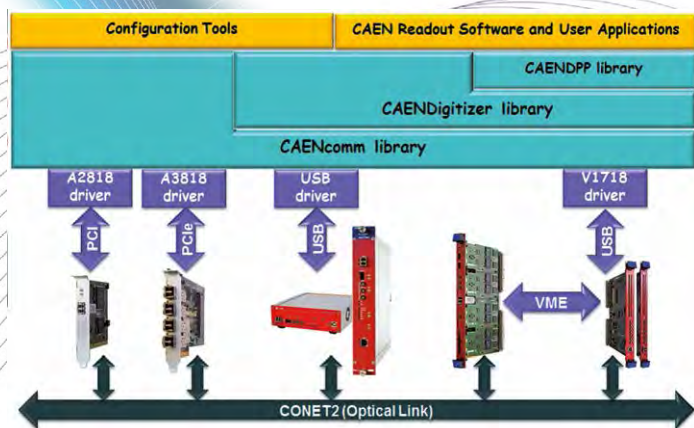 Configuration Tools
CAEN Readout Software and User Applications
CAENDPP library
CAENDigitizer library
CAENcomm library
A2818
driver
A3818
driver
USB
driver
V1718
driver
PCI
PCIe
USB
USB
VME
CONET2 (Optical Link)